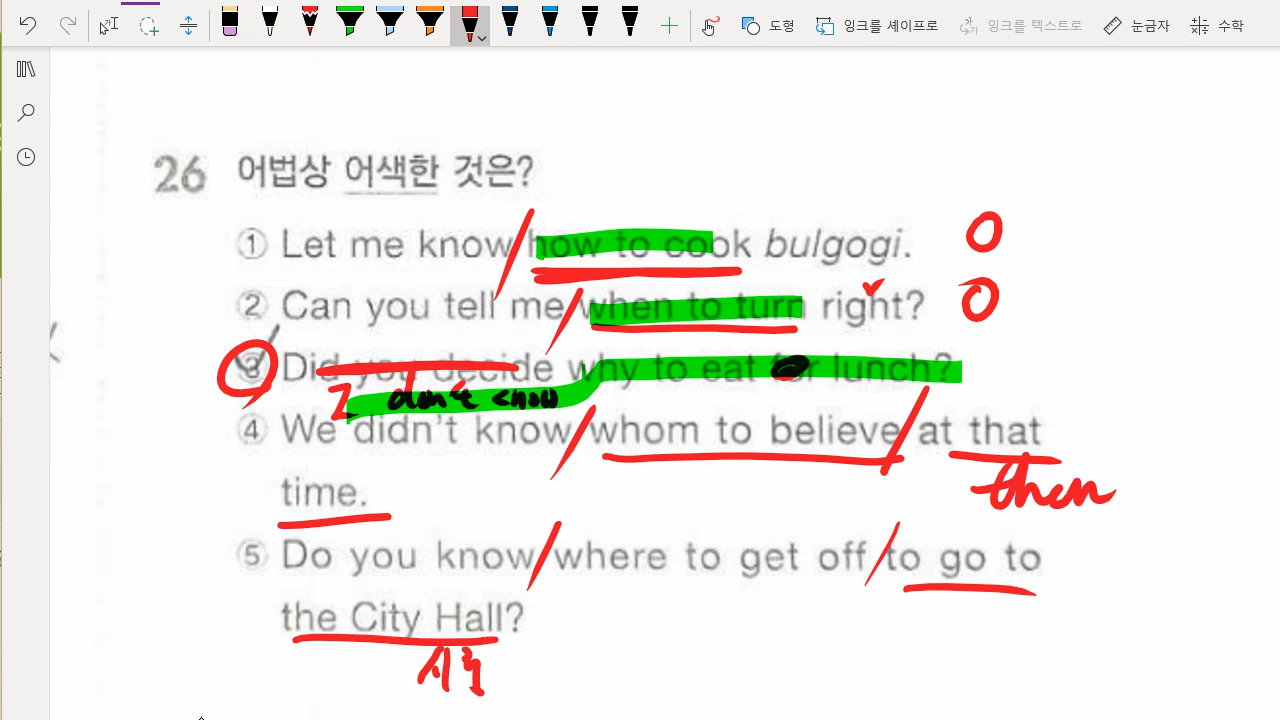 도형 잉크를 셰이프로 잉크를 텍스트로 눈금자 수학
26 어법상 어색한 것은?
① Let me know how to cook bulgogi.
② Can you tell me when to turn right?
③ Did you decide why to eat for lunch?
I don't know
④ We didn't know whom to believe at that
then
time.
⑤ Do you know where to get off to go to
the City Hall?